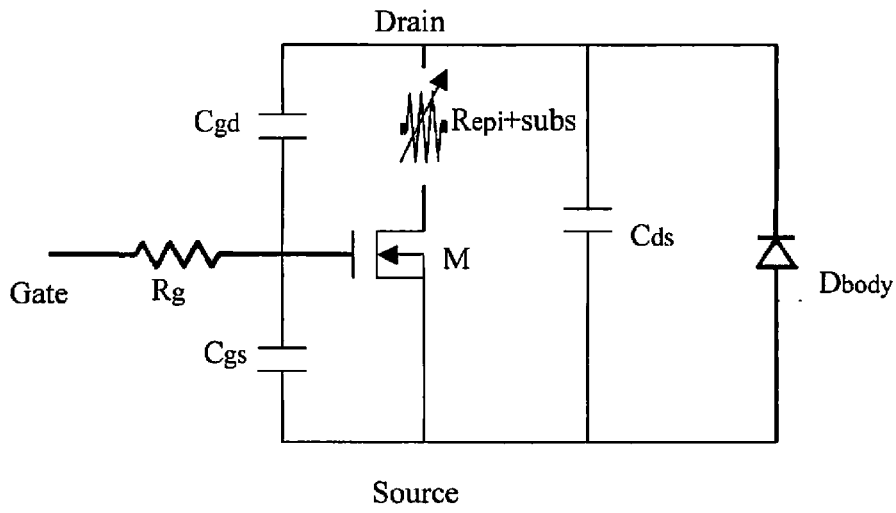 Drain
Cgd
Repi+subs
Cds
M
Gate
Rg
Dbody
Cgs
Source